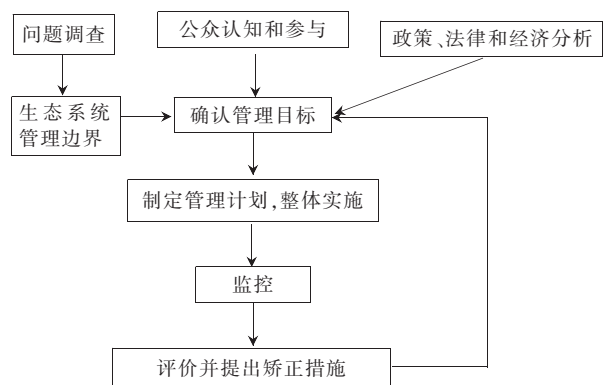 问题调查
公众认知和参与
政策、法律和经济分析
生态系统
管理边界
确认管理目标
制定管理计划,整体实施
监控
评价并提出矫正措施